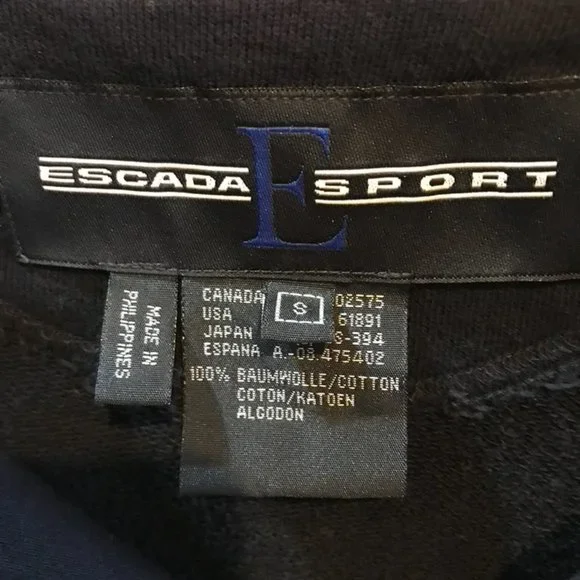 ESCADA E SPORT
MADE IN
PHILIPPINES
S
CANADA 02575
USA 61891
JAPAN -394
ESPANA A.-08.475402
100% BAUMWOLLE/COTTON
COTON/KATOEN
ALGODON